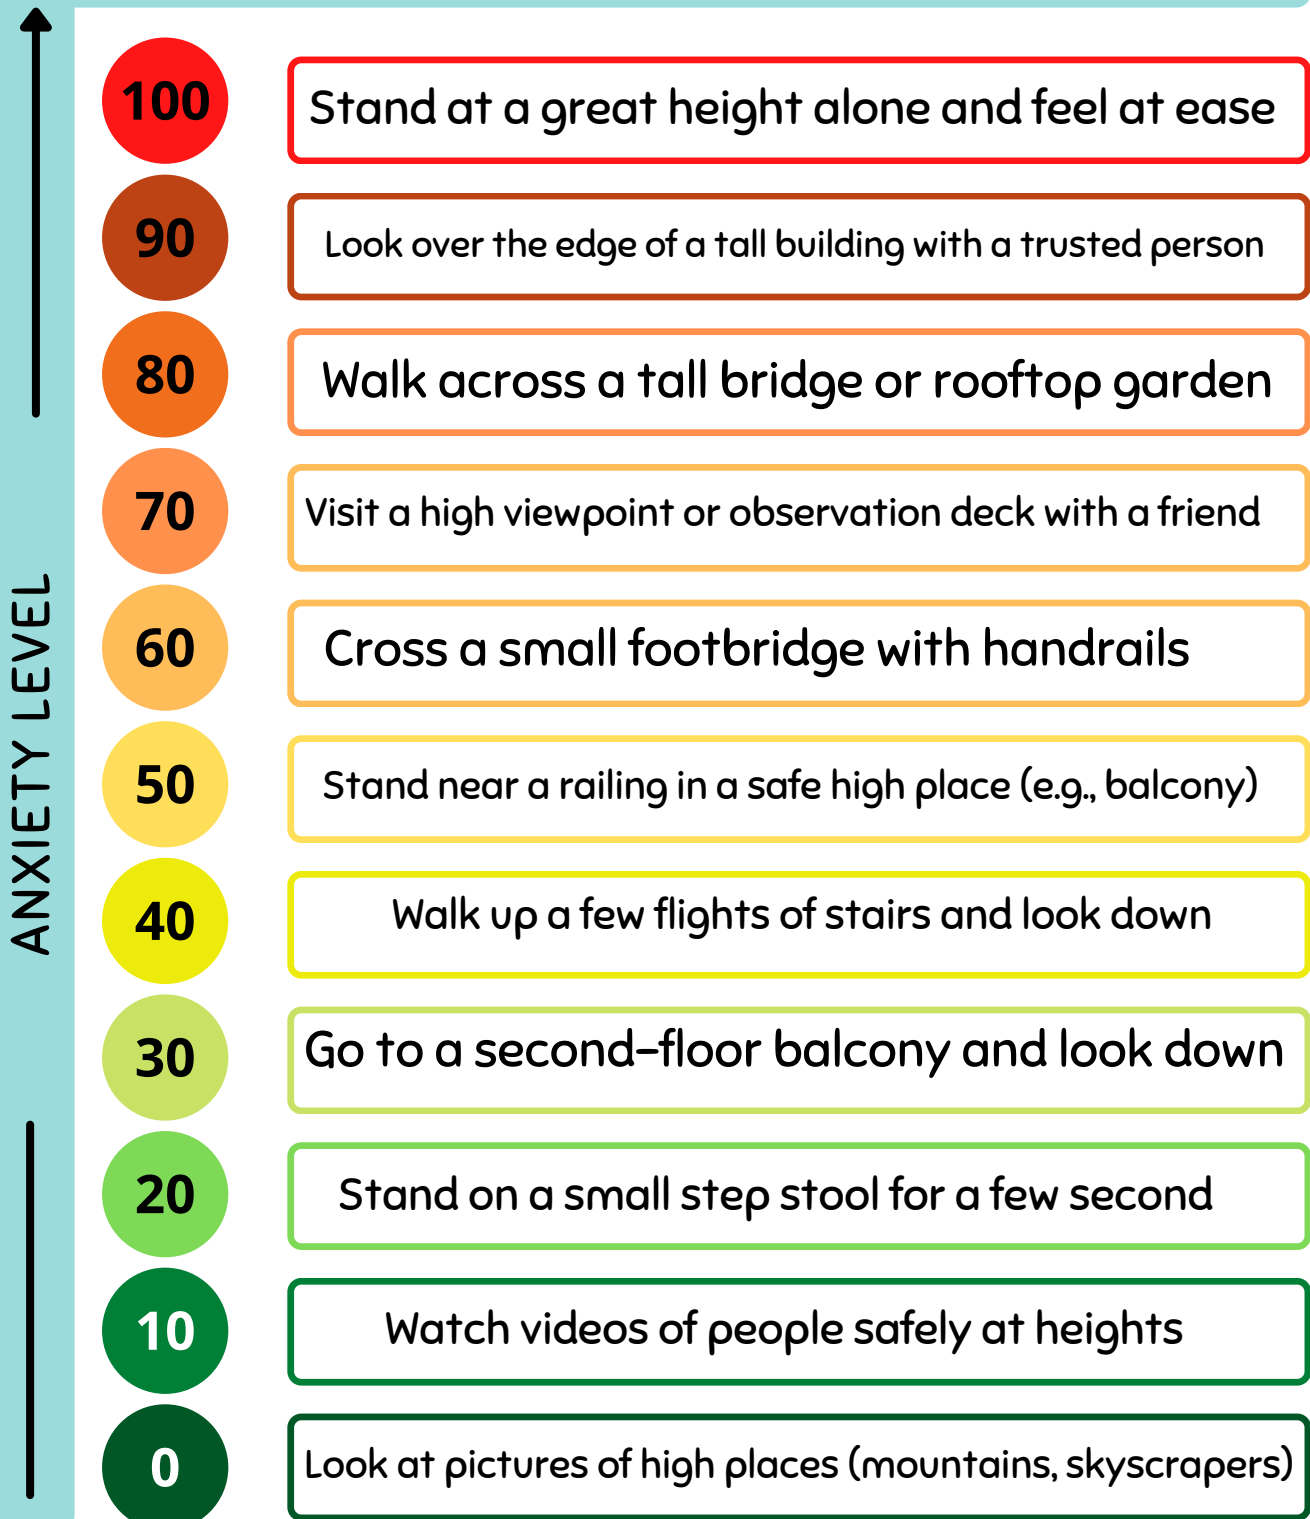 100
Stand at a great height alone and feel at ease
90
Look over the edge of a tall building with a trusted person
80
Walk across a tall bridge or rooftop garden
70
Visit a high viewpoint or observation deck with a friend
60
Cross a small footbridge with handrails
50
Stand near a railing in a safe high place (e.g., balcony)
40
Walk up a few flights of stairs and look down
30
Go to a second-floor balcony and look down
20
Stand on a small step stool for a few second
10
Watch videos of people safely at heights
0
Look at pictures of high places (mountains, skyscrapers)
ANXIETY LEVEL